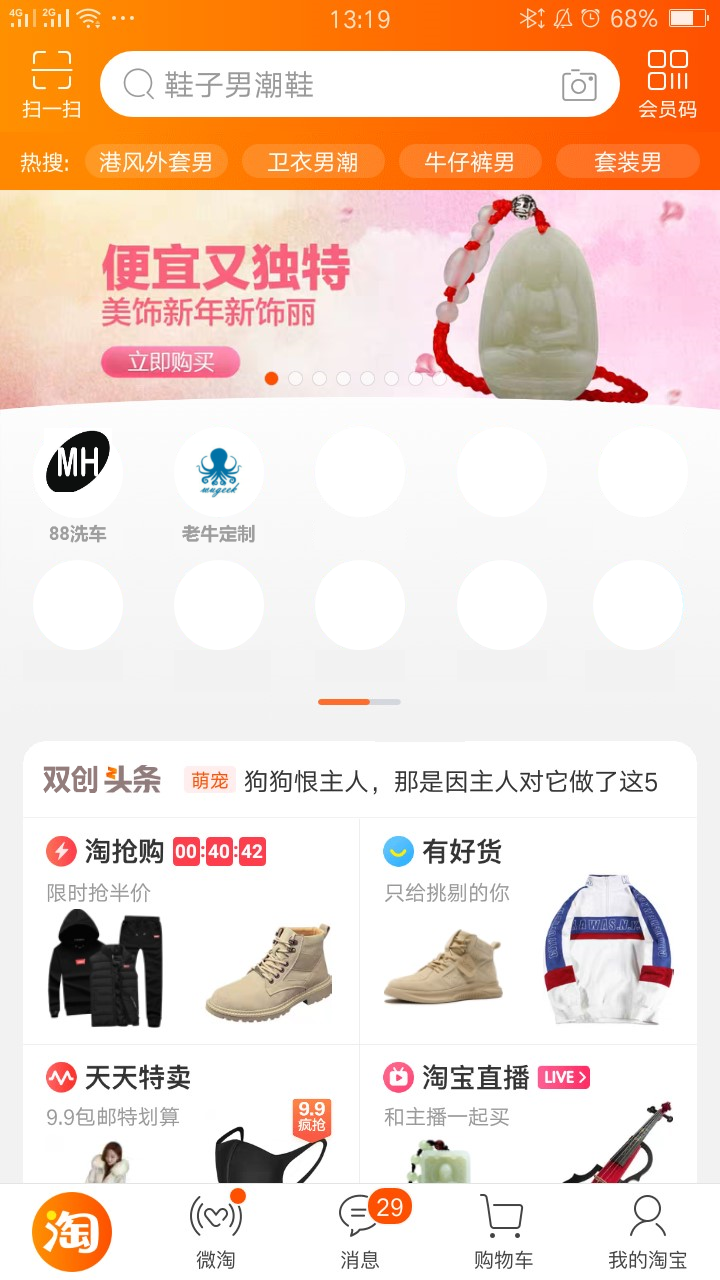 4G 2G 13:19 68%
扫一扫 鞋子男潮鞋 会员码
热搜: 港风外套男 卫衣男潮 牛仔裤男 套装男
便宜又独特
美饰新年新饰丽
立即购买
MH mugeek
88洗车 老牛定制
双创头条 萌宠 狗狗恨主人，那是因主人对它做了这5
淘抢购 00:40:42 有好货
限时抢半价 只给挑剔的你
天天特卖 淘宝直播 LIVE
9.9包邮特划算 和主播一起买
9.9
疯抢
淘 微淘 消息 29 购物车 我的淘宝